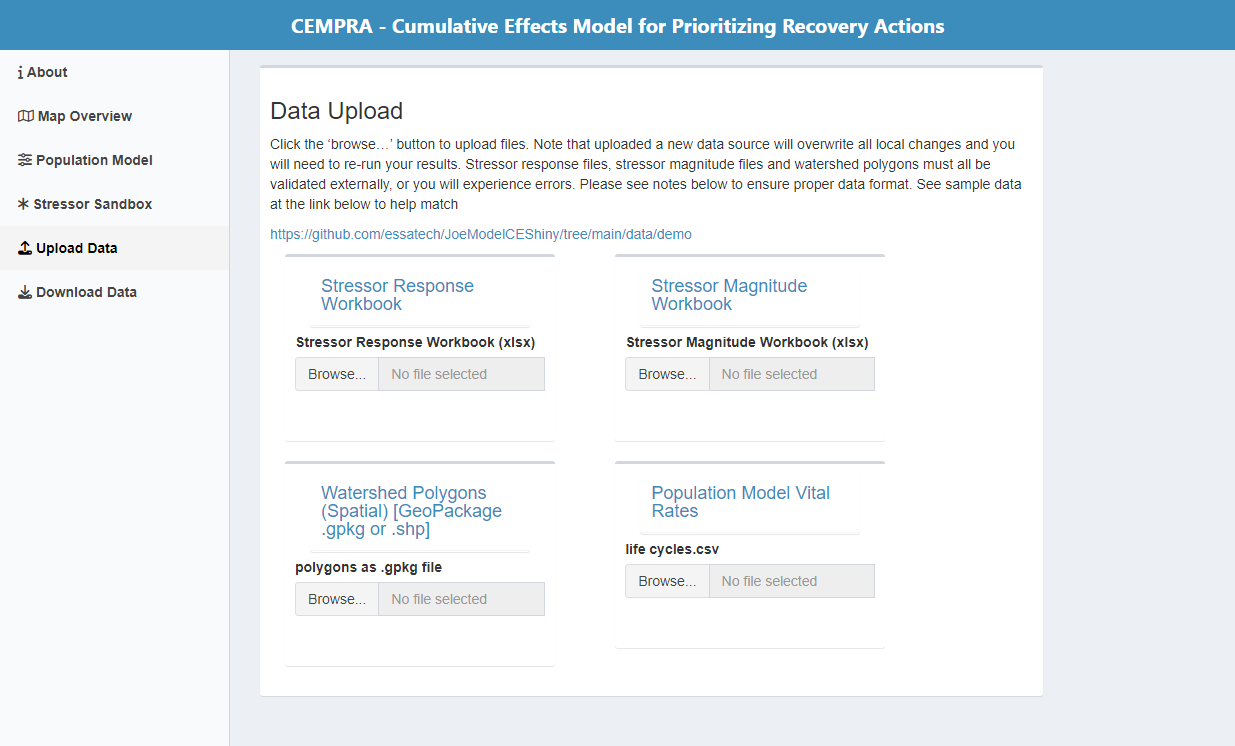 CEMPRA - Cumulative Effects Model for Prioritizing Recovery Actions
About
Map Overview
Population Model
Stressor Sandbox
Upload Data
Download Data
Data Upload
Click the ‘browse…’ button to upload files. Note that uploaded a new data source will overwrite all local changes and you
will need to re-run your results. Stressor response files, stressor magnitude files and watershed polygons must all be
validated externally, or you will experience errors. Please see notes below to ensure proper data format. See sample data
at the link below to help match
https://github.com/essatech/JoeModelCEShiny/tree/main/data/demo
Stressor Response
Workbook
Stressor Response Workbook (xlsx)
Browse... No file selected
Stressor Magnitude
Workbook
Stressor Magnitude Workbook (xlsx)
Browse... No file selected
Watershed Polygons
(Spatial) [GeoPackage
.gpkg or .shp]
polygons as .gpkg file
Browse... No file selected
Population Model Vital
Rates
life cycles.csv
Browse... No file selected